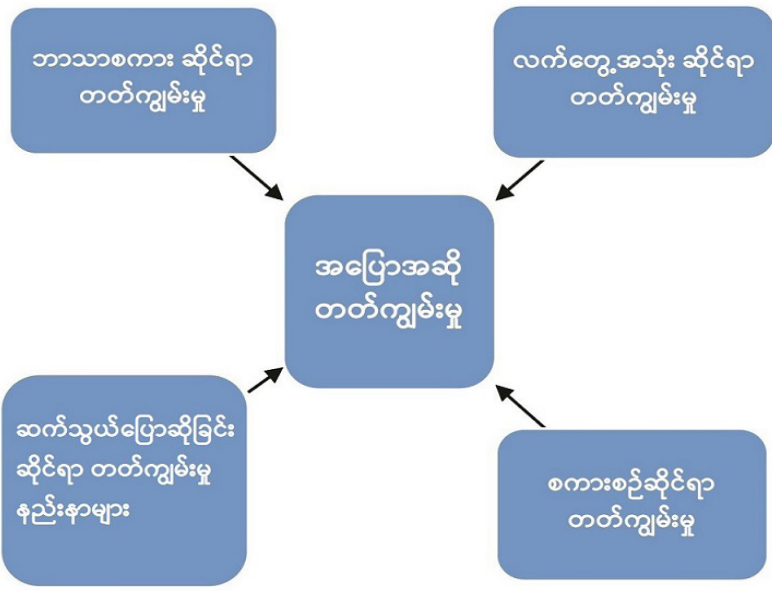 ဘာသာစကား ဆိုင်ရာ
တတ်ကျွမ်းမှု
လက်တွေ့အသုံး ဆိုင်ရာ
တတ်ကျွမ်းမှု
အပြောအဆို
တတ်ကျွမ်းမှု
ဆက်သွယ်ပြောဆိုခြင်း
ဆိုင်ရာ တတ်ကျွမ်းမှု
နည်းနာများ
စကားစဉ်ဆိုင်ရာ
တတ်ကျွမ်းမှု